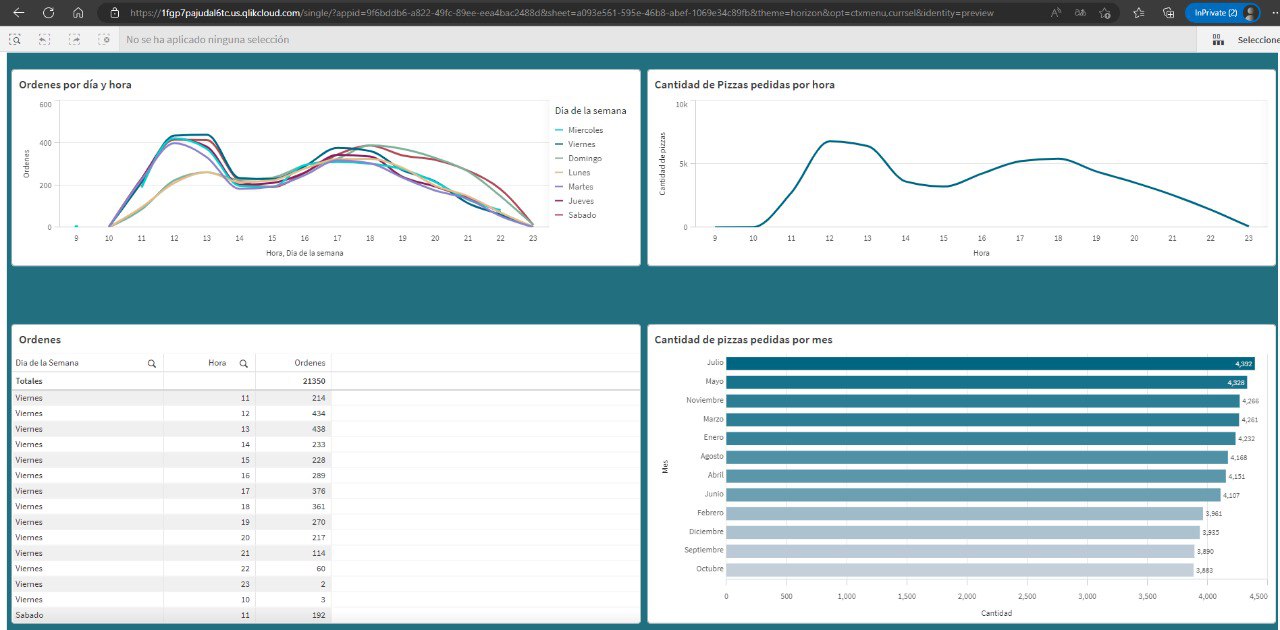 https://1fgp7pajudal6tc.us.qlikcloud.com/single/?appid=9f6bddb6-a822-49fc-89ee-eea4bac2488d&sheet=a093e561-595e-46b8-abef-1069e34c89fb&theme=horizon&opt=ctxmenu,currsel&identity=preview
InPrivate (2)
No se ha aplicado ninguna selección
Seleccione
Ordenes por día y hora
600
400
200
0
Ordenes
9 10 11 12 13 14 15 16 17 18 19 20 21 22 23
Hora, Dia de la semana
Dia de la semana
Miercoles
Viernes
Domingo
Lunes
Martes
Jueves
Sabado
Cantidad de Pizzas pedidas por hora
10k
5k
0
Cantidad de pizzas
9 10 11 12 13 14 15 16 17 18 19 20 21 22 23
Hora
Ordenes
Dia de la Semana Hora Ordenes
Totales 21350
Viernes 11 214
Viernes 12 434
Viernes 13 438
Viernes 14 233
Viernes 15 228
Viernes 16 289
Viernes 17 376
Viernes 18 361
Viernes 19 270
Viernes 20 217
Viernes 21 114
Viernes 22 60
Viernes 23 2
Viernes 10 3
Sabado 11 192
Cantidad de pizzas pedidas por mes
Mes
Julio 4,392
Mayo 4,328
Noviembre 4,266
Marzo 4,261
Enero 4,232
Agosto 4,168
Abril 4,151
Junio 4,107
Febrero 3,961
Diciembre 3,935
Septiembre 3,890
Octubre 3,883
0 500 1,000 1,500 2,000 2,500 3,000 3,500 4,000 4,500
Cantidad